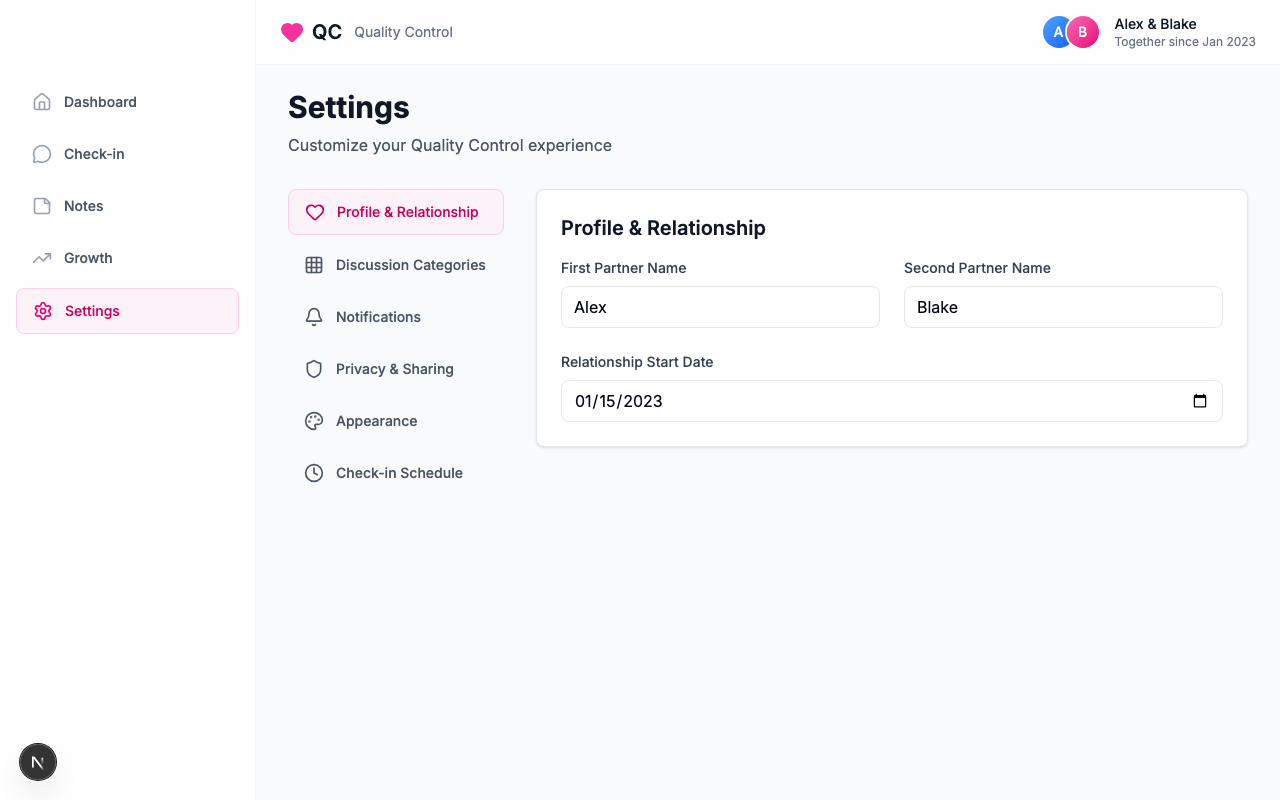 QC Quality Control
A B Alex & Blake
Together since Jan 2023
Dashboard
Check-in
Notes
Growth
Settings
Settings
Customize your Quality Control experience
Profile & Relationship
Discussion Categories
Notifications
Privacy & Sharing
Appearance
Check-in Schedule
Profile & Relationship
First Partner Name
Second Partner Name
Alex
Blake
Relationship Start Date
01/15/2023
N